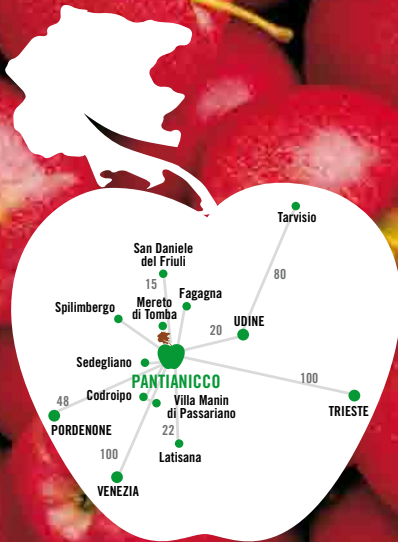 Tarvisio
San Daniele
del Friuli
80
15
Fagagna
Spilimbergo
Mereto
di Tomba
UDINE
20
Sedegliano
PANTIANICCO
100
48
Codroipo
Villa Manin
di Passariano
TRIESTE
PORDENONE
22
100
Latisana
VENEZIA